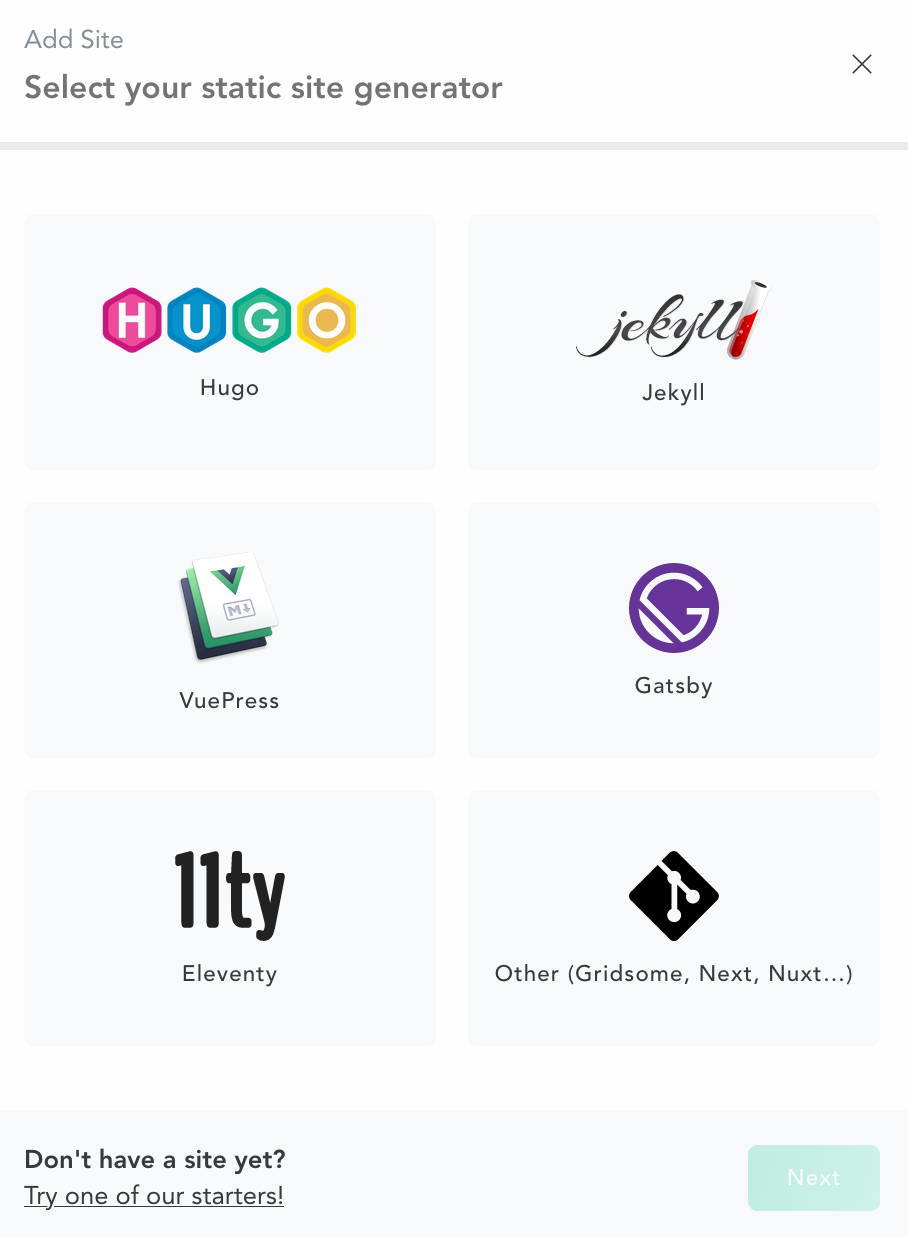 Add Site
Select your static site generator
HUGO
Hugo
jekyll
Jekyll
M
VuePress
G
Gatsby
11ty
Eleventy
Other (Gridsome, Next, Nuxt...)
Don't have a site yet?
Try one of our starters!
Next